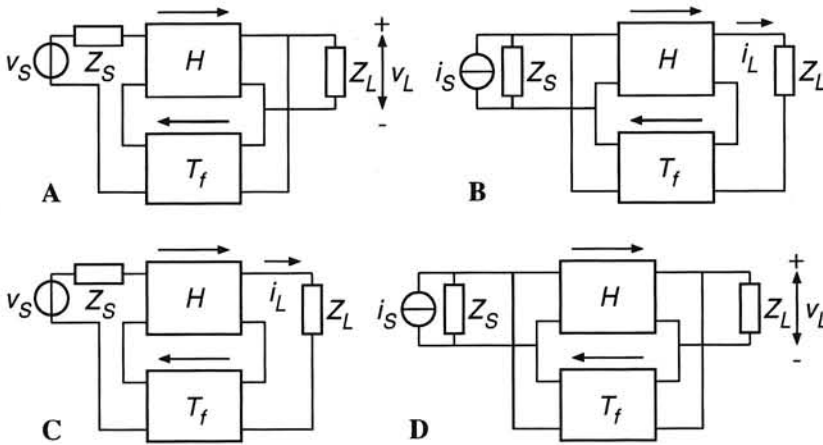 +
v_S
Z_S
H
Z_L
v_L
-
T_f
A
i_S
Z_S
H
i_L
Z_L
T_f
B
v_S
Z_S
H
i_L
Z_L
T_f
C
+
i_S
Z_S
H
Z_L
v_L
-
T_f
D